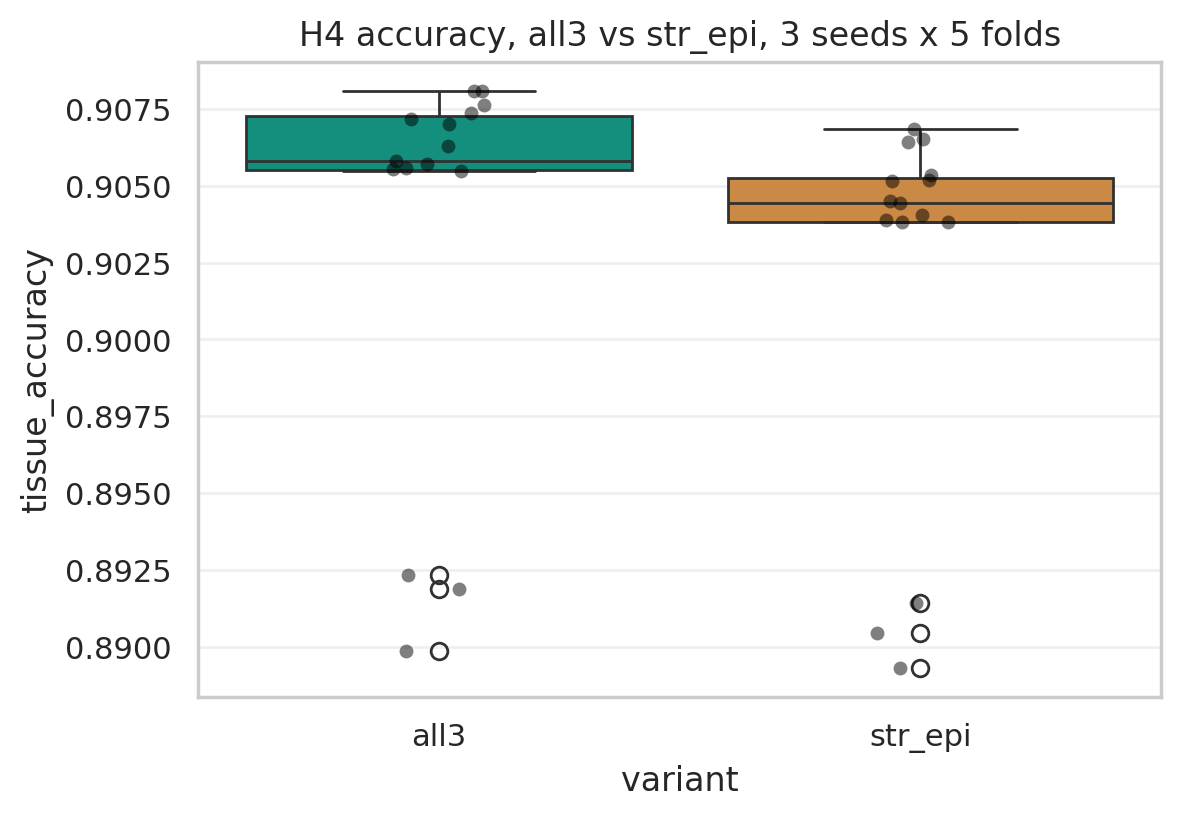 H4 accuracy, all3 vs str_epi, 3 seeds x 5 folds
tissue_accuracy
0.9075
0.9050
0.9025
0.9000
0.8975
0.8950
0.8925
0.8900
all3
str_epi
variant